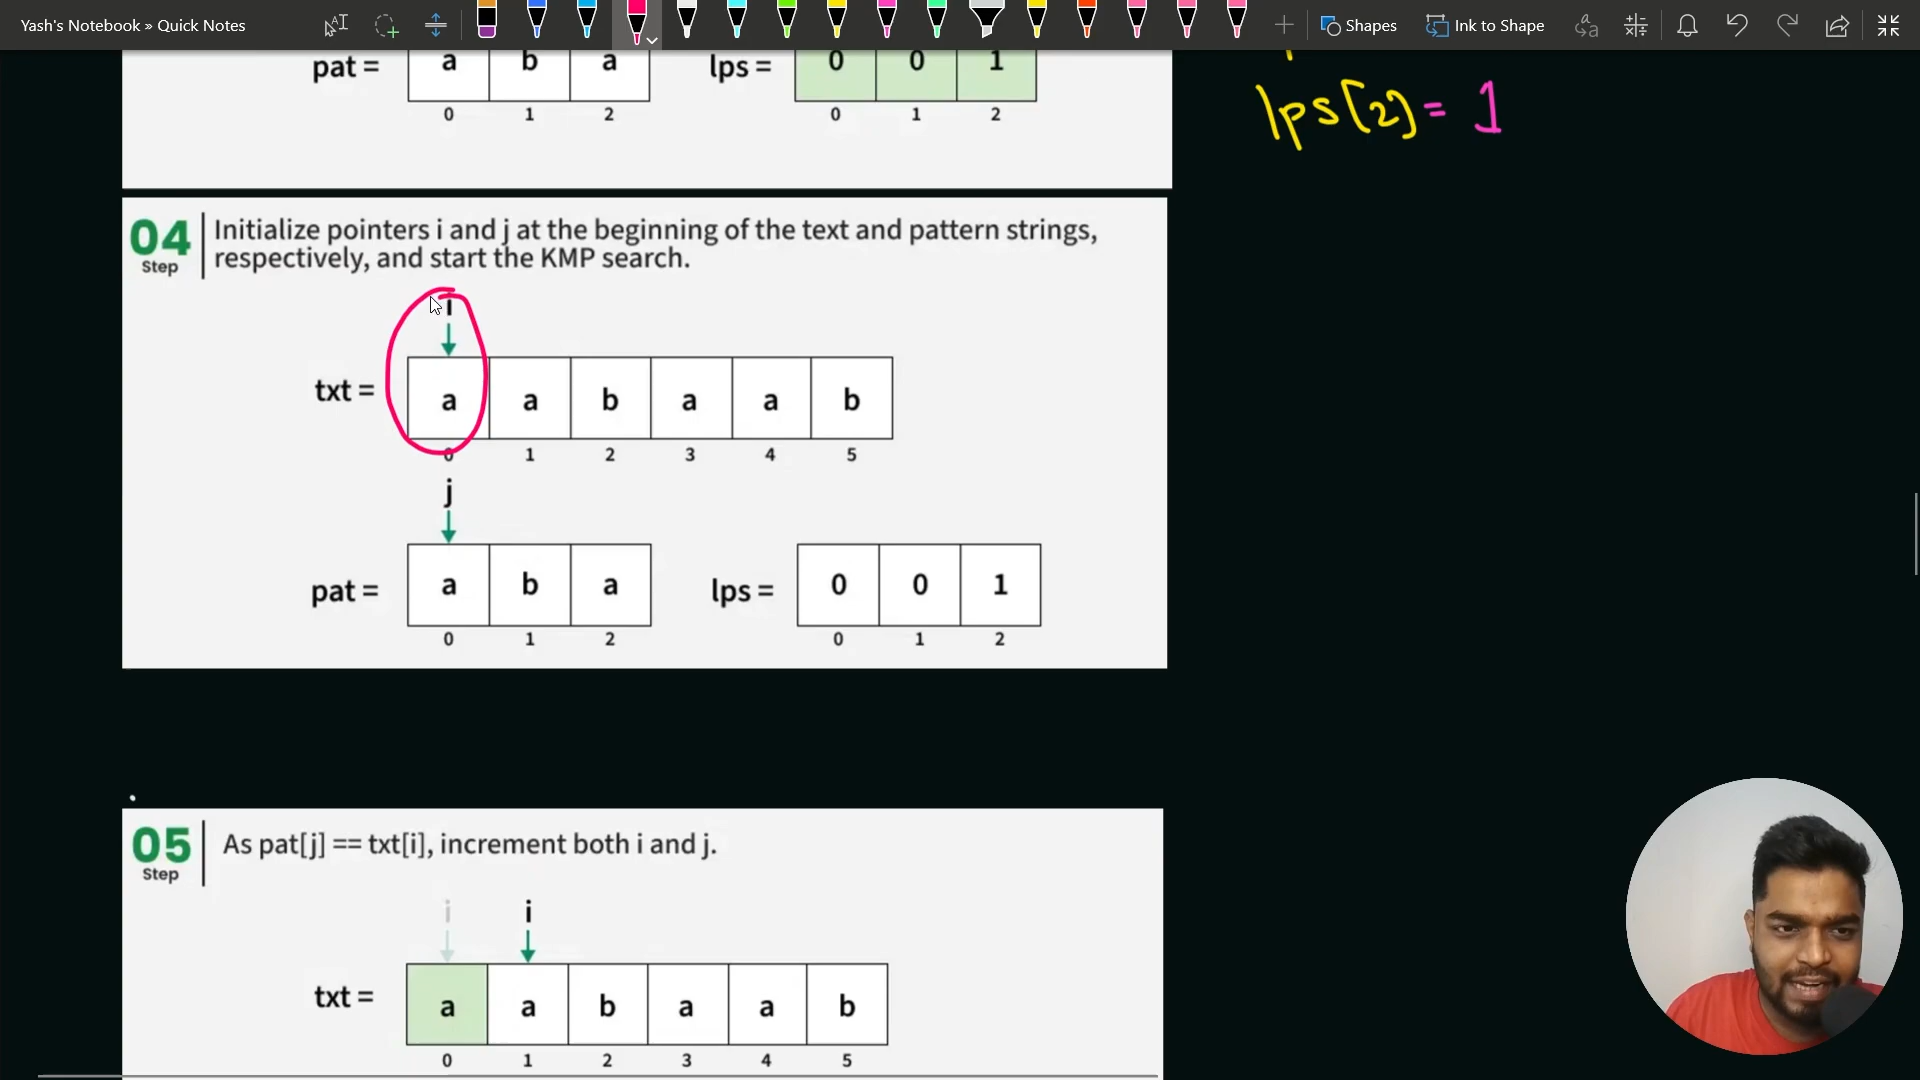 Yash's Notebook » Quick Notes
Shapes
Ink to Shape
pat = a b a lps = 0 0 1
0 1 2 0 1 2
lps[2] = 1
04 Step
Initialize pointers i and j at the beginning of the text and pattern strings,
respectively, and start the KMP search.
i
txt = a a b a a b
0 1 2 3 4 5
j
pat = a b a lps = 0 0 1
0 1 2 0 1 2
05 Step
As pat[j] == txt[i], increment both i and j.
i i
txt = a a b a a b
0 1 2 3 4 5